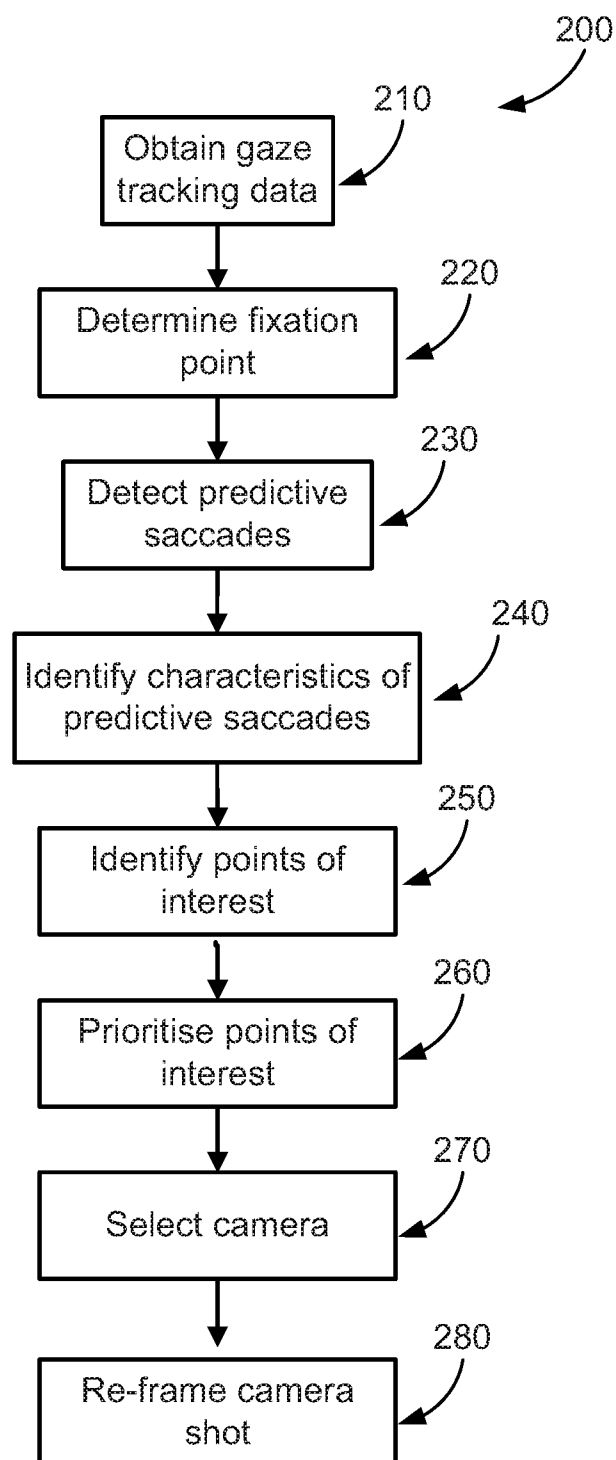 200
210
Obtain gaze
tracking data
220
Determine fixation
point
230
Detect predictive
saccades
240
Identify characteristics of
predictive saccades
250
Identify points of
interest
260
Prioritise points of
interest
270
Select camera
280
Re-frame camera
shot